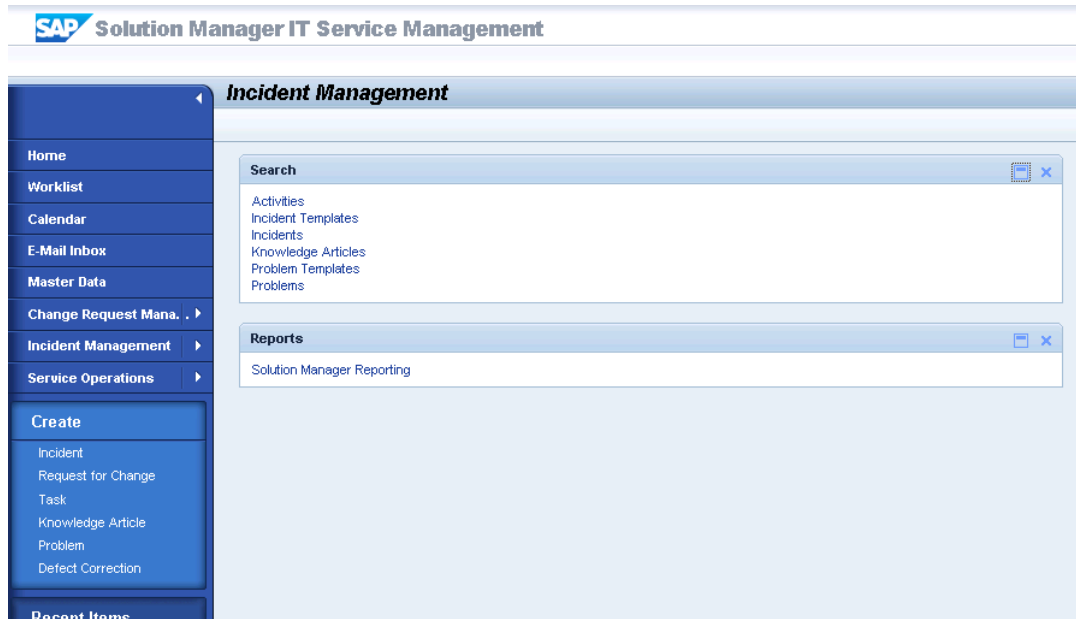 SAP Solution Manager IT Service Management
Incident Management
Home
Worklist
Calendar
E-Mail Inbox
Master Data
Change Request Mana. .
Incident Management
Service Operations
Create
Incident
Request for Change
Task
Knowledge Article
Problem
Defect Correction
Recent Items
Search
Activities
Incident Templates
Incidents
Knowledge Articles
Problem Templates
Problems
Reports
Solution Manager Reporting